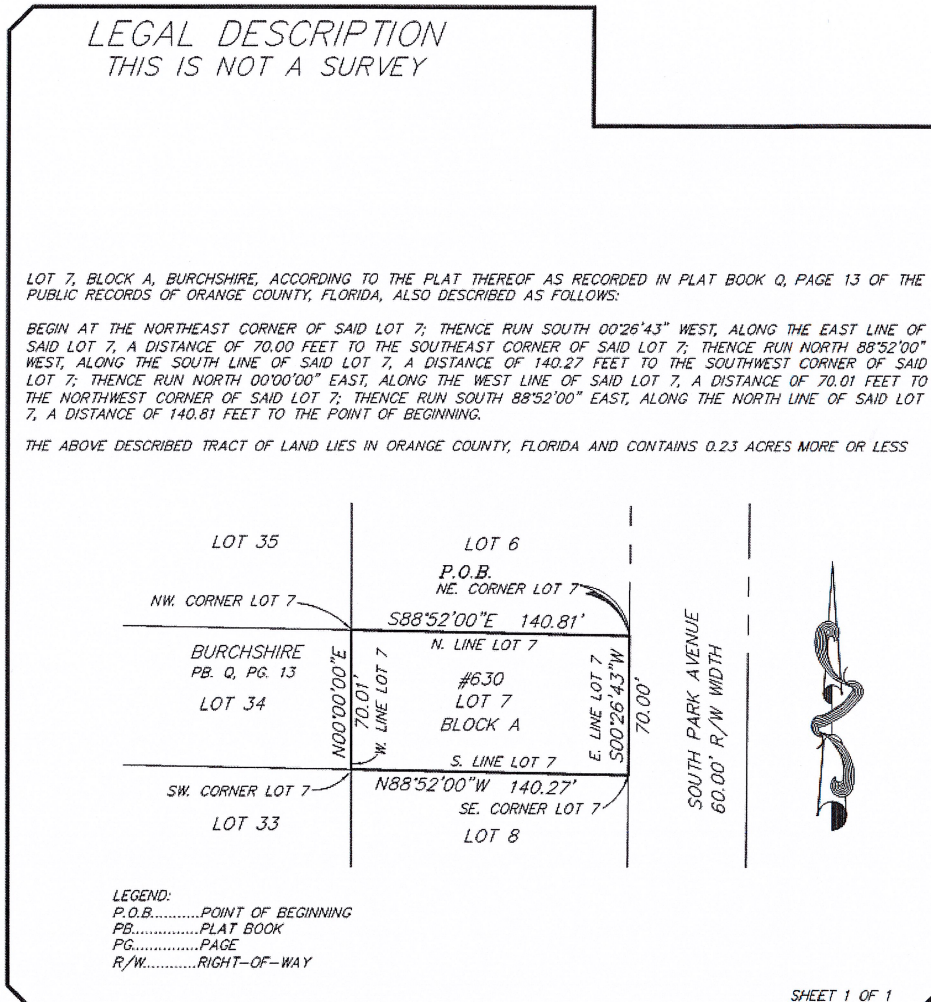 LEGAL DESCRIPTION
THIS IS NOT A SURVEY
LOT 7, BLOCK A, BURCHSHIRE, ACCORDING TO THE PLAT THEREOF AS RECORDED IN PLAT BOOK Q, PAGE 13 OF THE
PUBLIC RECORDS OF ORANGE COUNTY, FLORIDA, ALSO DESCRIBED AS FOLLOWS:
BEGIN AT THE NORTHEAST CORNER OF SAID LOT 7; THENCE RUN SOUTH 00°26'43" WEST, ALONG THE EAST LINE OF
SAID LOT 7, A DISTANCE OF 70.00 FEET TO THE SOUTHEAST CORNER OF SAID LOT 7; THENCE RUN NORTH 88°52'00"
WEST, ALONG THE SOUTH LINE OF SAID LOT 7, A DISTANCE OF 140.27 FEET TO THE SOUTHWEST CORNER OF SAID
LOT 7; THENCE RUN NORTH 00°00'00" EAST, ALONG THE WEST LINE OF SAID LOT 7, A DISTANCE OF 70.01 FEET TO
THE NORTHWEST CORNER OF SAID LOT 7; THENCE RUN SOUTH 88°52'00" EAST, ALONG THE NORTH LINE OF SAID LOT
7, A DISTANCE OF 140.81 FEET TO THE POINT OF BEGINNING.
THE ABOVE DESCRIBED TRACT OF LAND LIES IN ORANGE COUNTY, FLORIDA AND CONTAINS 0.23 ACRES MORE OR LESS
LOT 35
LOT 6
P.O.B.
NE. CORNER LOT 7
NW. CORNER LOT 7
S88°52'00"E 140.81'
N. LINE LOT 7
BURCHSHIRE
PB. Q, PG. 13
LOT 34
N00°00'00"E
70.01'
W. LINE LOT 7
#630
LOT 7
BLOCK A
E. LINE LOT 7
S00°26'43"W
70.00'
SOUTH PARK AVENUE
60.00' R/W WIDTH
S. LINE LOT 7
SW. CORNER LOT 7
N88°52'00"W 140.27'
SE. CORNER LOT 7
LOT 33
LOT 8
LEGEND:
P.O.B..........POINT OF BEGINNING
PB..............PLAT BOOK
PG..............PAGE
R/W...........RIGHT-OF-WAY
SHEET 1 OF 1